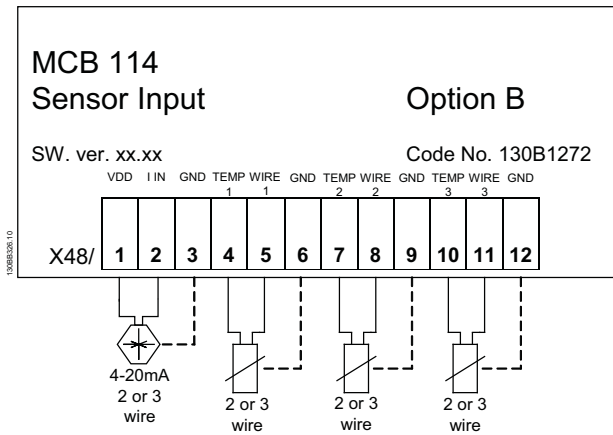 MCB 114
Sensor Input Option B
SW. ver. xx.xx Code No. 130B1272
VDD I IN GND TEMP WIRE GND TEMP WIRE GND TEMP WIRE GND
1 1 2 2 3 3
X48/ 1 2 3 4 5 6 7 8 9 10 11 12
130BB326.10
4-20mA
2 or 3
wire
2 or 3
wire
2 or 3
wire
2 or 3
wire